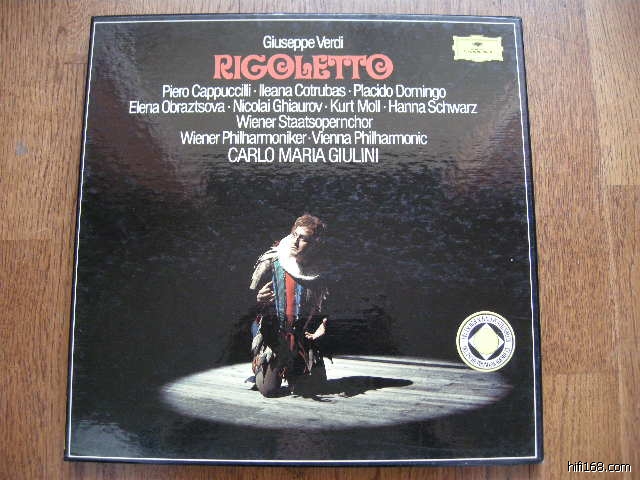 Giuseppe Verdi
RIGOLETTO
Piero Cappuccilli · Ileana Cotrubas · Placido Domingo
Elena Obraztsova · Nicolai Ghiaurov · Kurt Moll · Hanna Schwarz
Wiener Staatsopernchor
Wiener Philharmoniker · Vienna Philharmonic
CARLO MARIA GIULINI
hifi168.com